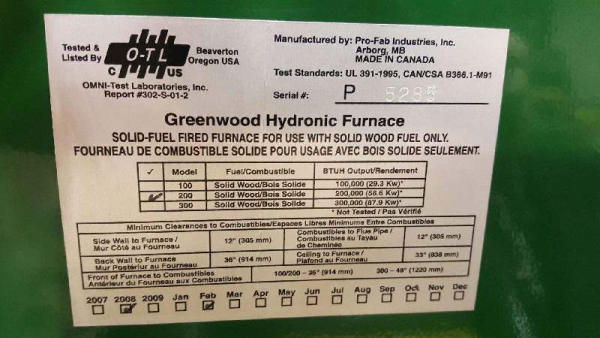 Tested &
Listed By
O-TL
C US
Beaverton
Oregon USA
OMNI-Test Laboratories, Inc.
Report #302-S-01-2
Manufactured by: Pro-Fab Industries, Inc.
Arborg, MB
MADE IN CANADA
Test Standards: UL 391-1995, CAN/CSA B366.1-M91
Serial #: P
Greenwood Hydronic Furnace
SOLID-FUEL FIRED FURNACE FOR USE WITH SOLID WOOD FUEL ONLY.
FOURNEAU DE COMBUSTIBLE SOLIDE POUR USAGE AVEC BOIS SOLIDE SEULEMENT.
✓ Model Fuel/Combustible BTUH Output/Rendement
100 Solid Wood/Bois Solide 100,000 (29.3 Kw)*
200 Solid Wood/Bois Solide 200,000 (58.6 Kw)*
300 Solid Wood/Bois Solide 300,000 (87.9 Kw)*
* Not Tested / Pas Vérifié
Minimum Clearances to Combustibles/Espaces Libres Minimums Entre Combustibles
Side Wall to Furnace /
Mur Côté au Fourneau
12" (305 mm)
Combustibles to Flue Pipe /
Combustibles au Tayau
de Cheminée
12" (305 mm)
Back Wall to Furnace
Mur Postérieur au Fourneau
36" (914 mm)
Ceiling to Furnace /
Plafond au Fourneau
33" (838 mm)
Front of Furnace to Combustibles
Antérieur du Fourneau aux Combustibles
100/200 - 36" (914 mm) 300 - 48" (1220 mm)
2007 2008 2009 Jan Feb Mar Apr May Jun Jul Aug Sep Oct Nov Dec